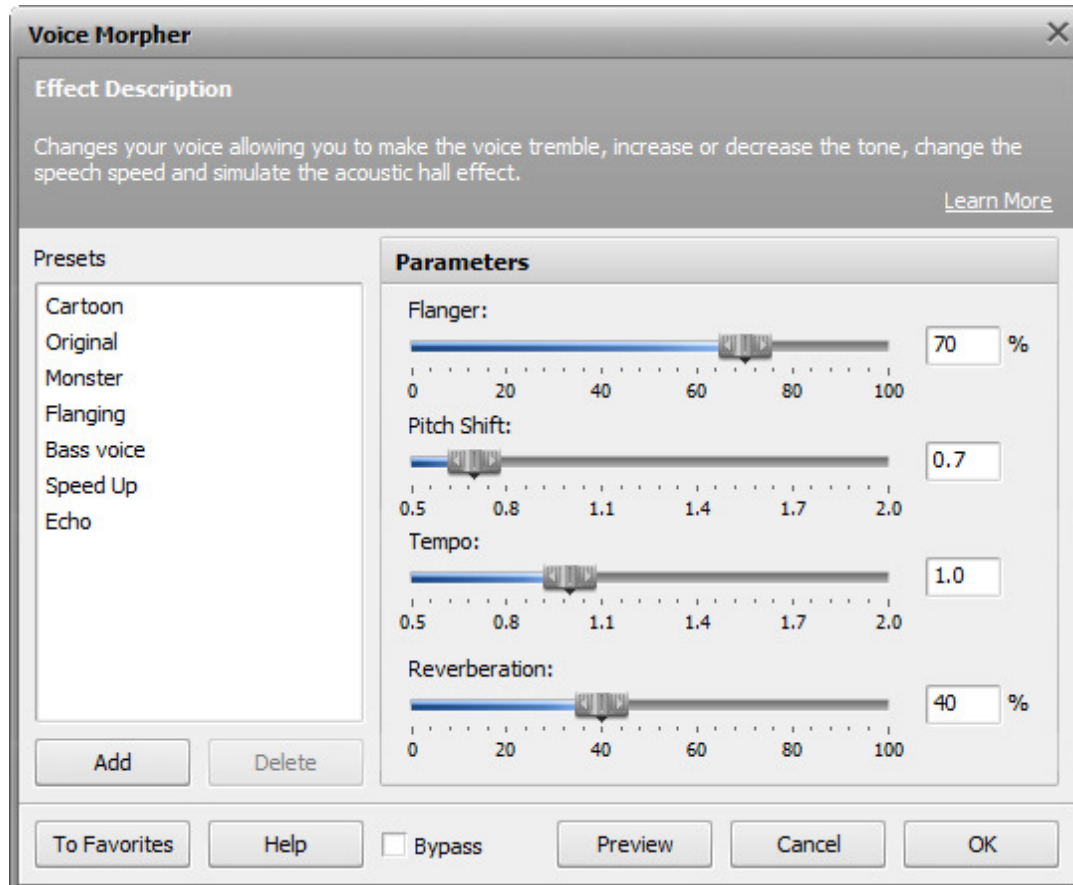 Voice Morpher
Effect Description
Changes your voice allowing you to make the voice tremble, increase or decrease the tone, change the
speech speed and simulate the acoustic hall effect.
Learn More
Presets
Cartoon
Original
Monster
Flanging
Bass voice
Speed Up
Echo
Add
Delete
Parameters
Flanger:
70 %
0 20 40 60 80 100
Pitch Shift:
0.7
0.5 0.8 1.1 1.4 1.7 2.0
Tempo:
1.0
0.5 0.8 1.1 1.4 1.7 2.0
Reverberation:
40 %
0 20 40 60 80 100
To Favorites
Help
Bypass
Preview
Cancel
OK